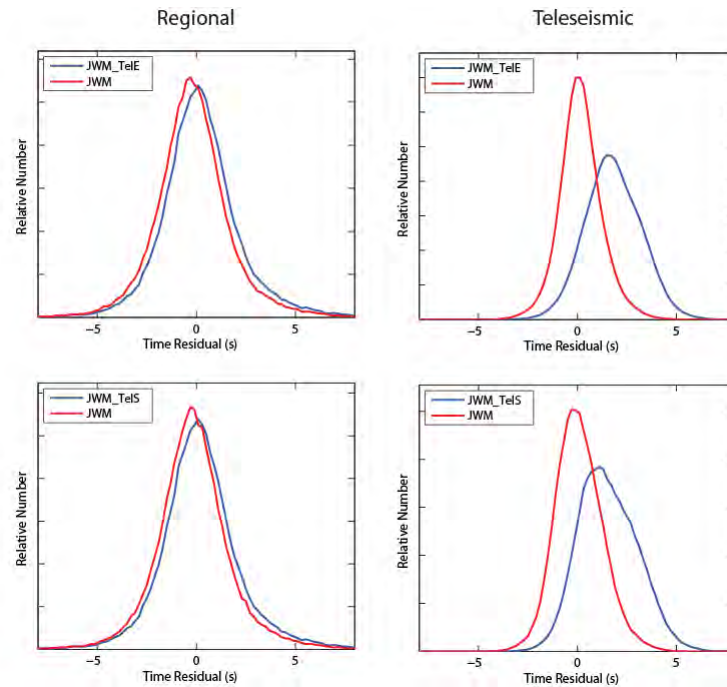 Regional
Teleseismic
JWM_TelE
JWM
Relative Number
−5
0
5
Time Residual (s)
JWM_TelE
JWM
Relative Number
−5
0
5
Time Residual (s)
JWM_TelS
JWM
Relative Number
−5
0
5
Time Residual (s)
JWM_TelS
JWM
Relative Number
−5
0
5
Time Residual (s)